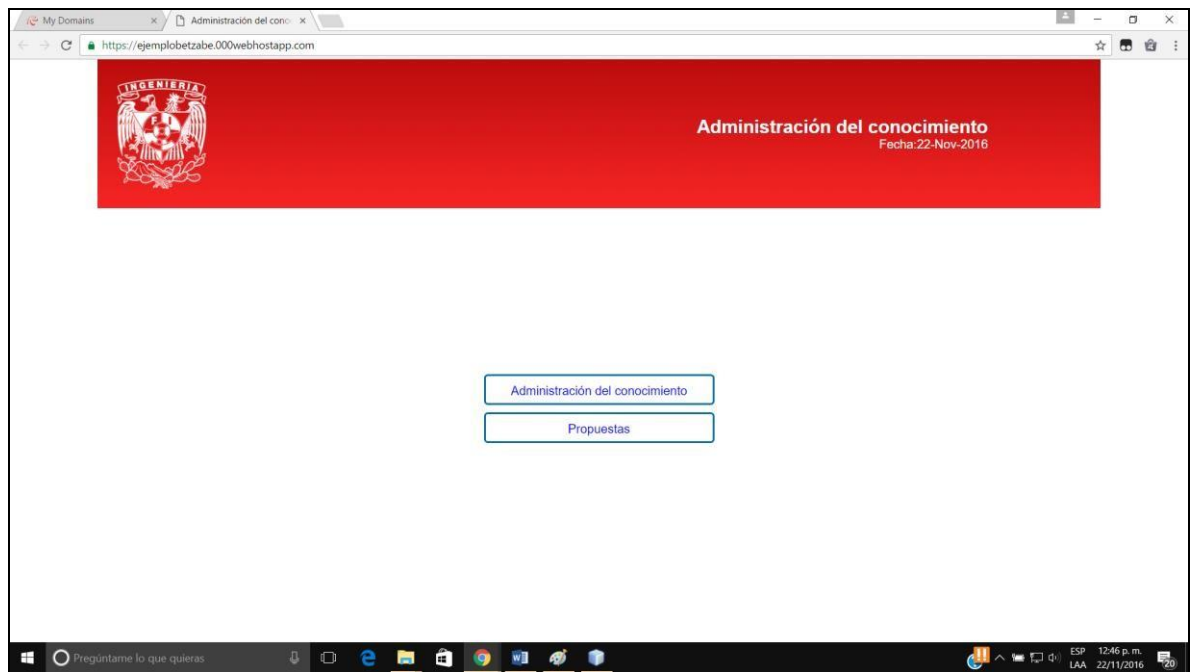 My Domains
Administración del cono
https://ejemplobetzabe.000webhostapp.com
INGENIERIA
F I
Administración del conocimiento
Fecha:22-Nov-2016
Administración del conocimiento
Propuestas
Pregúntame lo que quieras
ESP 12:46 p. m.
LAA 22/11/2016
20